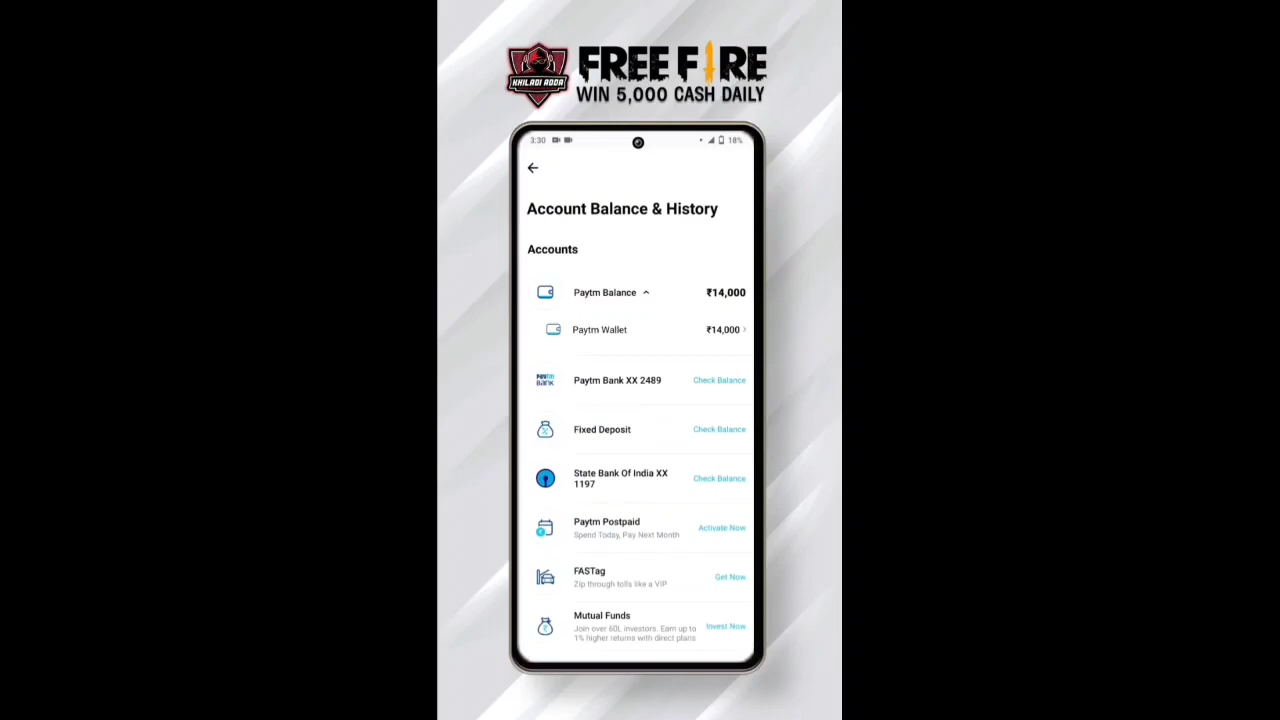 KHILADI ADDA
FREE FIRE
WIN 5,000 CASH DAILY
3:30
18%
Account Balance & History
Accounts
Paytm Balance
₹14,000
Paytm Wallet
₹14,000
Paytm BANK
Paytm Bank XX 2489
Check Balance
Fixed Deposit
Check Balance
State Bank Of India XX
1197
Check Balance
Paytm Postpaid
Spend Today, Pay Next Month
Activate Now
FASTag
Zip through tolls like a VIP
Get Now
Mutual Funds
Join over 60L investors. Earn up to
1% higher returns with direct plans
Invest Now